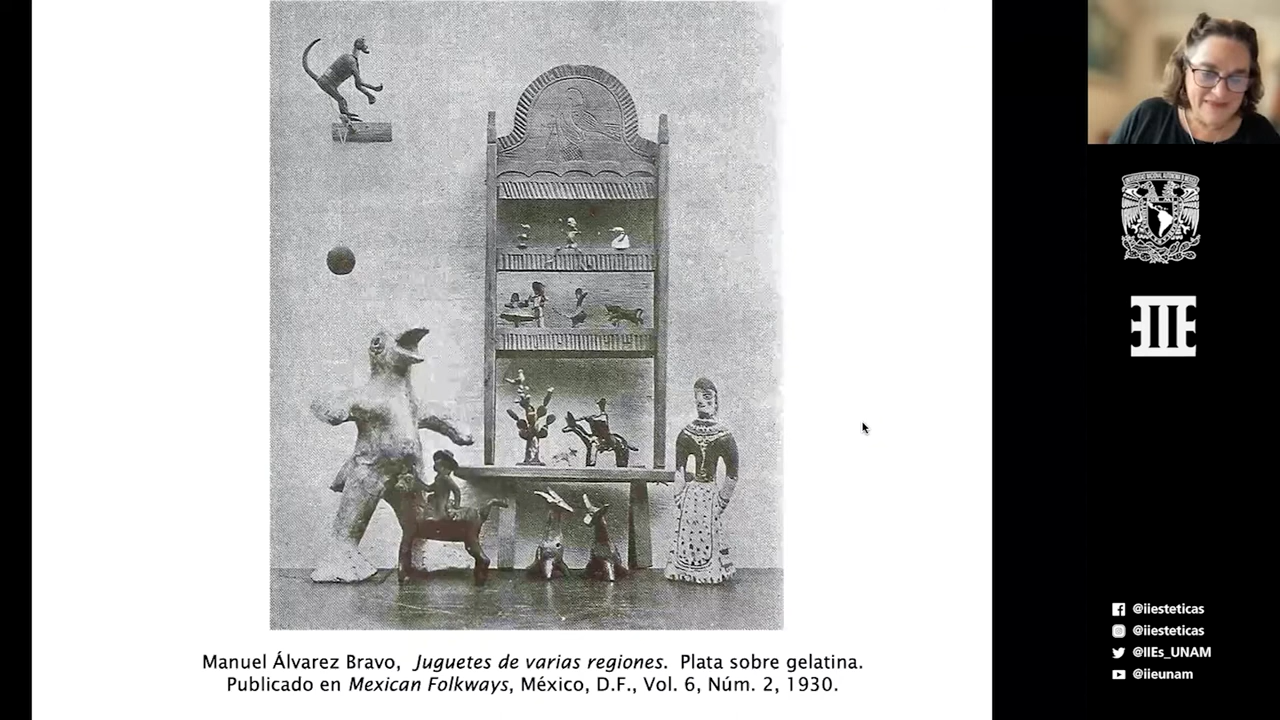 Manuel Álvarez Bravo, Juguetes de varias regiones. Plata sobre gelatina.
Publicado en Mexican Folkways, México, D.F., Vol. 6, Núm. 2, 1930.
@iiesteticas
@iiesteticas
@IIEs_UNAM
@iieunam